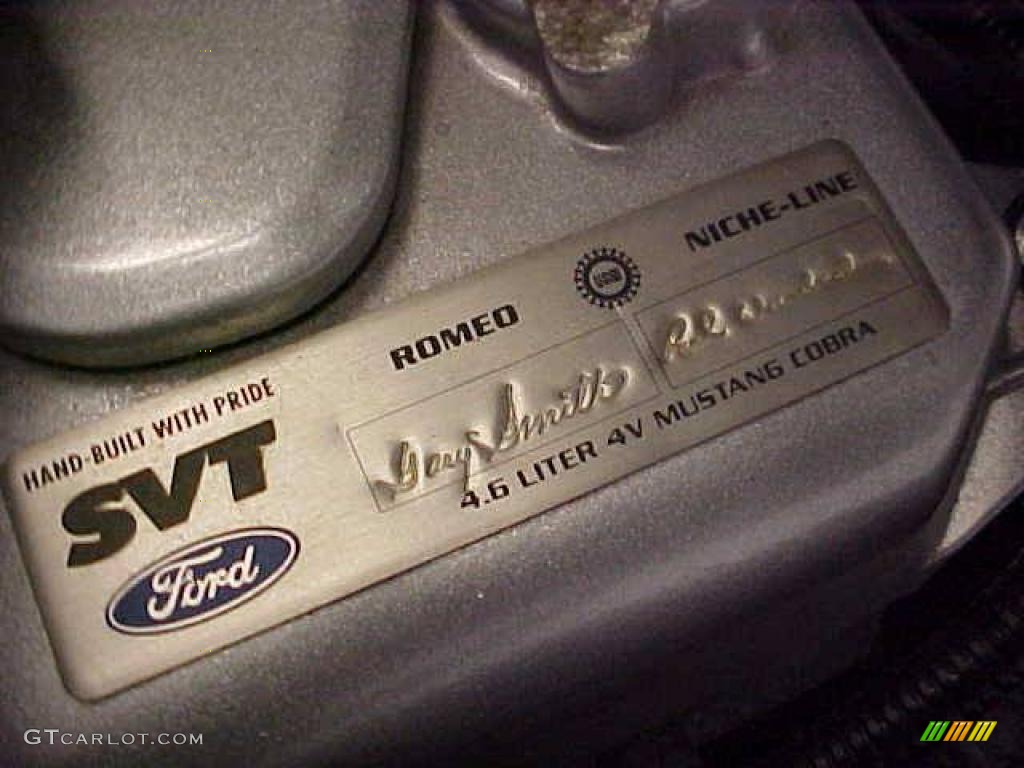 HAND-BUILT WITH PRIDE
SVT
Ford
ROMEO
NICHE-LINE
Gary Smith
4.6 LITER 4V MUSTANG COBRA
GTCARLOT.COM